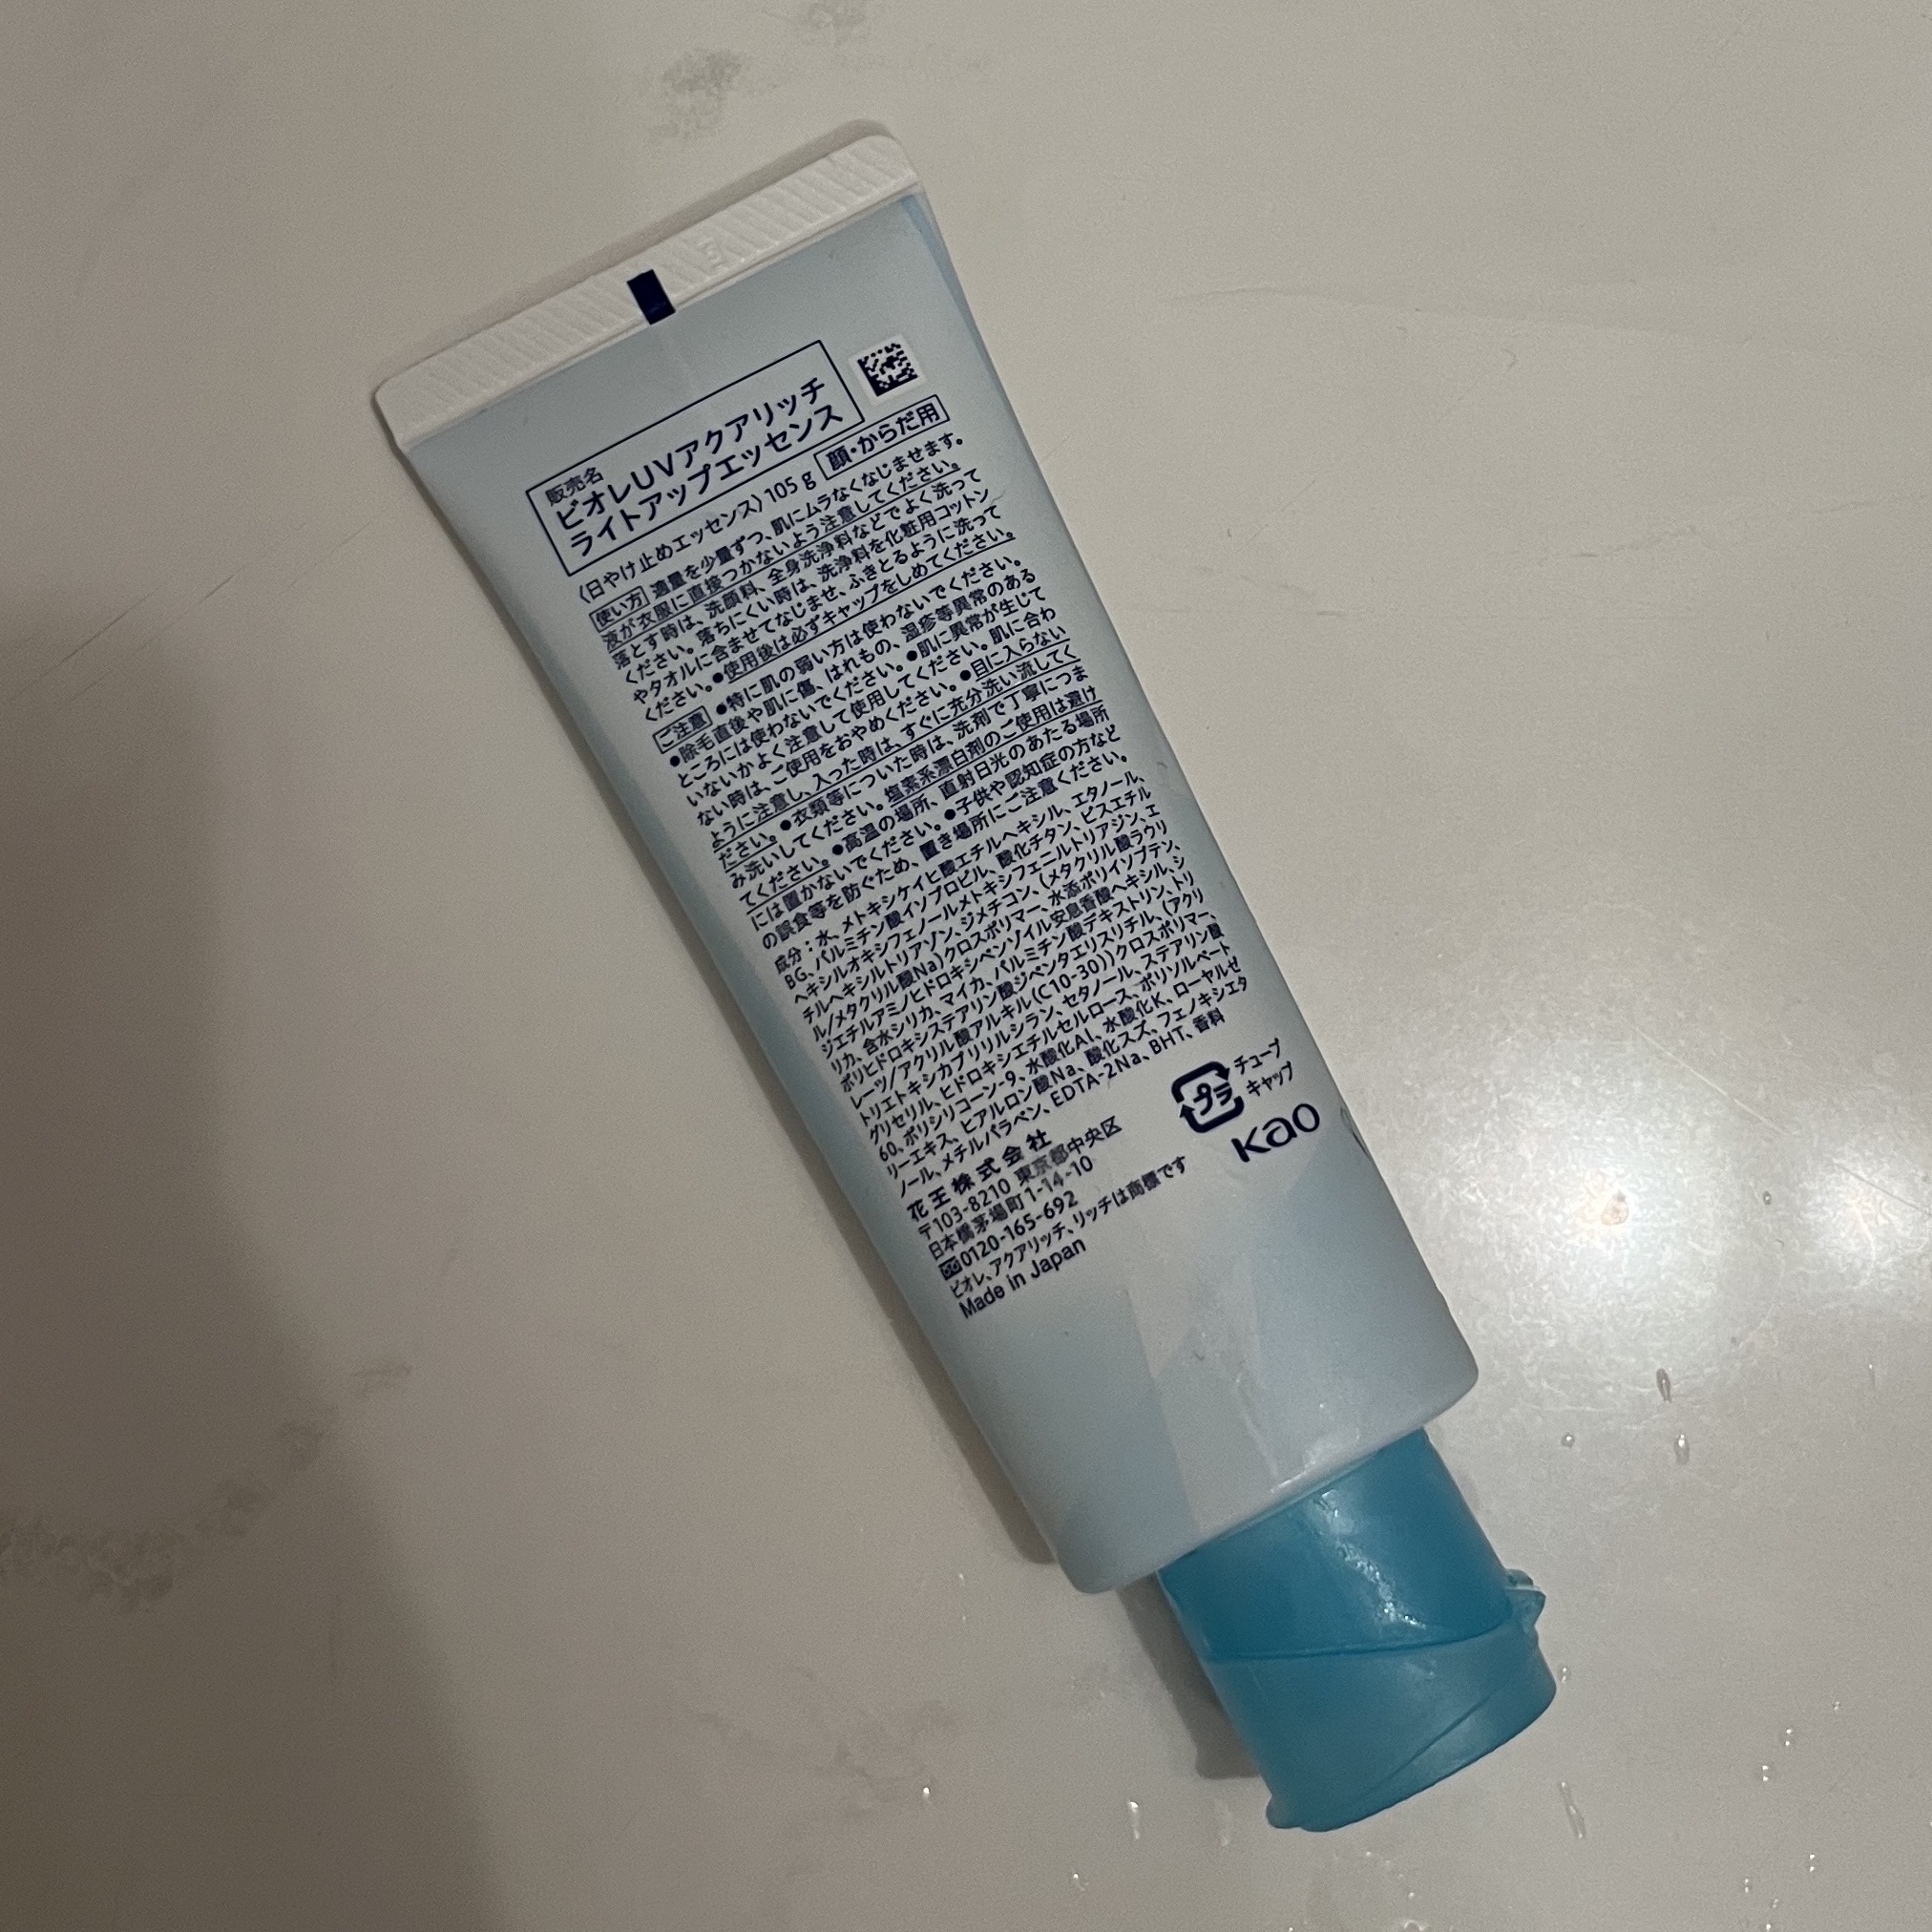 販売名
ビオレUVアクアリッチ
ライトアップエッセンス
〈日やけ止めエッセンス〉105g 顔・からだ用
使い方 適量を少量ずつ、肌にムラなくなじませます。
液が衣服に直接つかないよう注意してください。
落とす時は、洗顔料、全身洗浄料などでよく洗って
ください。落ちにくい時は、洗浄料を化粧用コットン
やタオルに含ませてなじませ、ふきとるように洗って
ください。●使用後は必ずキャップをしめてください。
ご注意 ●特に肌の弱い方は使わないでください。
●除毛直後や肌に傷、はれもの、湿疹等異常のある
ところには使わないでください。●肌に異常が生じて
いないかよく注意して使用してください。肌に合わ
ない時は、ご使用をおやめください。●目に入らない
ように注意し、入った時は、すぐに充分洗い流してく
ださい。●衣類等についた時は、洗剤で丁寧につま
み洗いしてください。塩素系漂白剤のご使用は避け
てください。●高温の場所、直射日光のあたる場所
には置かないでください。●子供や認知症の方など
の誤食等を防ぐため、置き場所にご注意ください。
成分：水、メトキシケイヒ酸エチルヘキシル、エタノール、
BG、パルミチン酸イソプロピル、酸化チタン、ビスエチル
ヘキシルオキシフェノールメトキシフェニルトリアジン、エ
チルヘキシルトリアゾン、ジメチコン、(メタクリル酸ラウリ
ル/メタクリル酸Na)クロスポリマー、水添ポリイソブテン、
ジエチルアミノヒドロキシベンゾイル安息香酸ヘキシル、シ
リカ、含水シリカ、マイカ、パルミチン酸デキストリン、トリ
ポリヒドロキシステアリン酸ジペンタエリスリチル、(アクリ
レーツ/アクリル酸アルキル(C10-30))クロスポリマー、
トリエトキシカプリリルシラン、セタノール、ステアリン酸
グリセリル、ヒドロキシエチルセルロース、ポリソルベート
60、ポリシリコーン-9、水酸化Al、水酸化K、ローヤルゼ
リーエキス、ヒアルロン酸Na、酸化スズ、フェノキシエタ
ノール、メチルパラベン、EDTA-2Na、BHT、香料
花王株式会社
〒103-8210 東京都中央区
日本橋茅場町1-14-10
0120-165-692
ビオレ、アクアリッチ、リッチは商標です
Made in Japan
プラ
チューブ
キャップ
kao